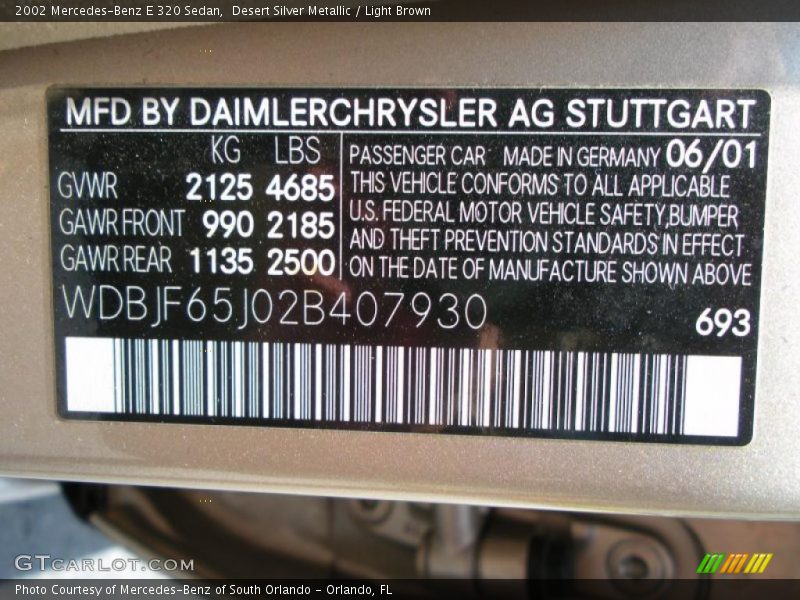 2002 Mercedes-Benz E 320 Sedan, Desert Silver Metallic / Light Brown
MFD BY DAIMLERCHRYSLER AG STUTTGART
KG LBS
GVWR 2125 4685
GAWR FRONT 990 2185
GAWR REAR 1135 2500
PASSENGER CAR MADE IN GERMANY 06/01
THIS VEHICLE CONFORMS TO ALL APPLICABLE
U.S. FEDERAL MOTOR VEHICLE SAFETY,BUMPER
AND THEFT PREVENTION STANDARDS IN EFFECT
ON THE DATE OF MANUFACTURE SHOWN ABOVE
WDBJF65J02B407930
693
GTCARLOT.COM
Photo Courtesy of Mercedes-Benz of South Orlando - Orlando, FL